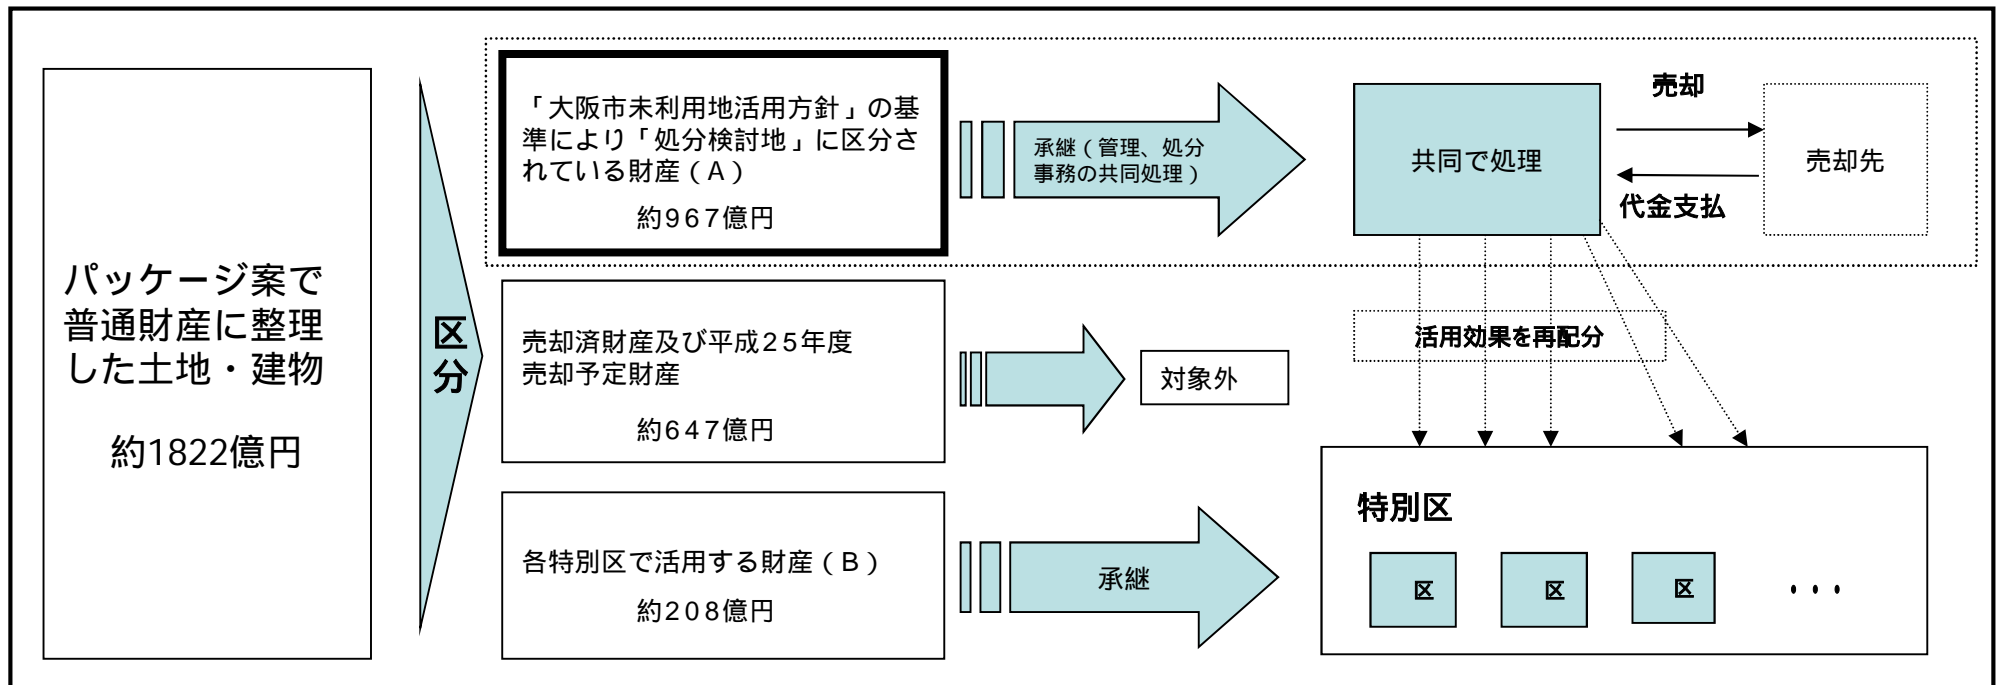 パッケージ案で
普通財産に整理
した土地・建物
約1822億円
区
分
「大阪市未利用地活用方針」の基
準により「処分検討地」に区分さ
れている財産(A)
約967億円
承継(管理、処分
事務の共同処理)
共同で処理
売却
代金支払
売却先
売却済財産及び平成25年度
売却予定財産
約647億円
対象外
活用効果を再配分
各特別区で活用する財産(B)
約208億円
承継
特別区
区
区
区
・・・